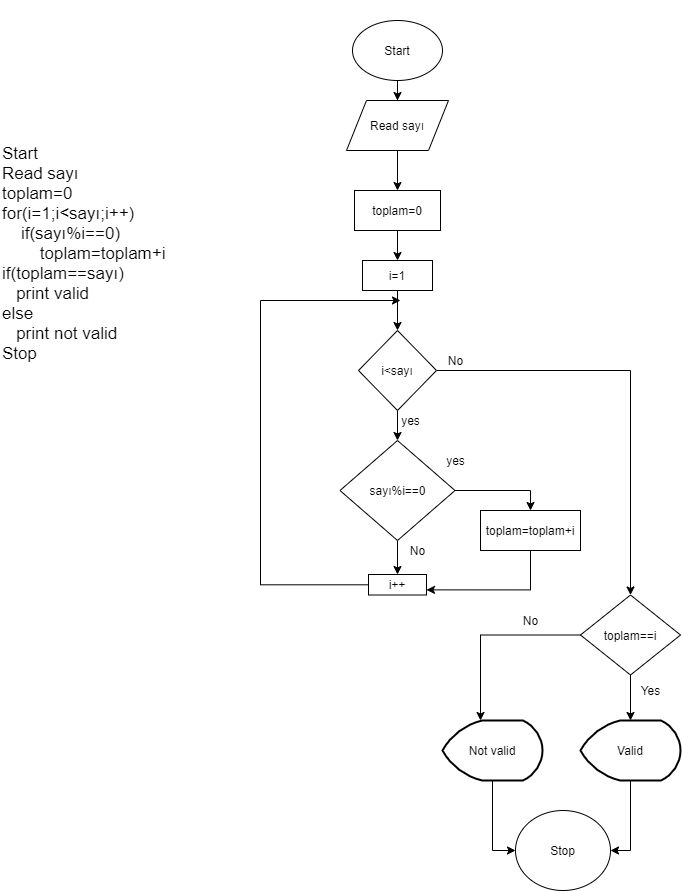 Start
Read sayı
toplam=0
for(i=1;i<sayı;i++)
if(sayı%i==0)
toplam=toplam+i
if(toplam==sayı)
print valid
else
print not valid
Stop
Start
Read sayı
toplam=0
i=1
i<sayı
No
yes
sayı%i==0
yes
toplam=toplam+i
No
i++
toplam==i
No
Yes
Not valid
Valid
Stop